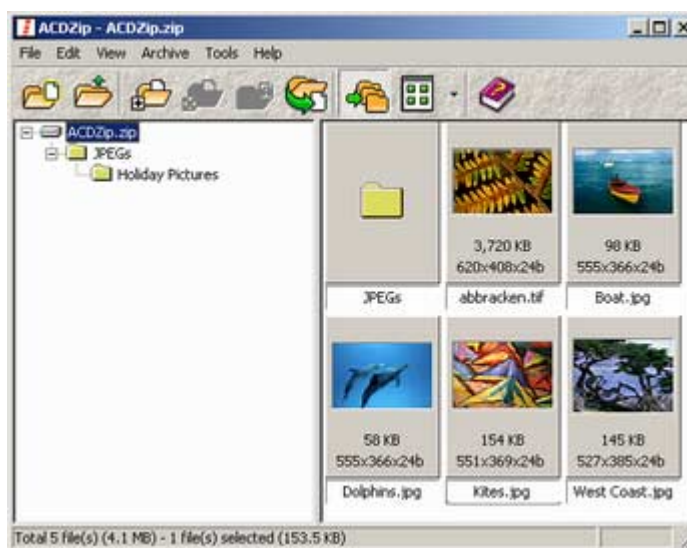 ACDZip - ACDZip.zip
File Edit View Archive Tools Help
ACDZip.zip
JPEGs
Holiday Pictures
3,720 KB 98 KB
620x408x24b 555x366x24b
JPEGs abbracken.tif Boat.jpg
58 KB 154 KB 145 KB
555x366x24b 551x369x24b 527x385x24b
Dolphins.jpg Kites.jpg West Coast.jpg
Total 5 file(s) (4.1 MB) - 1 file(s) selected (153.5 KB)